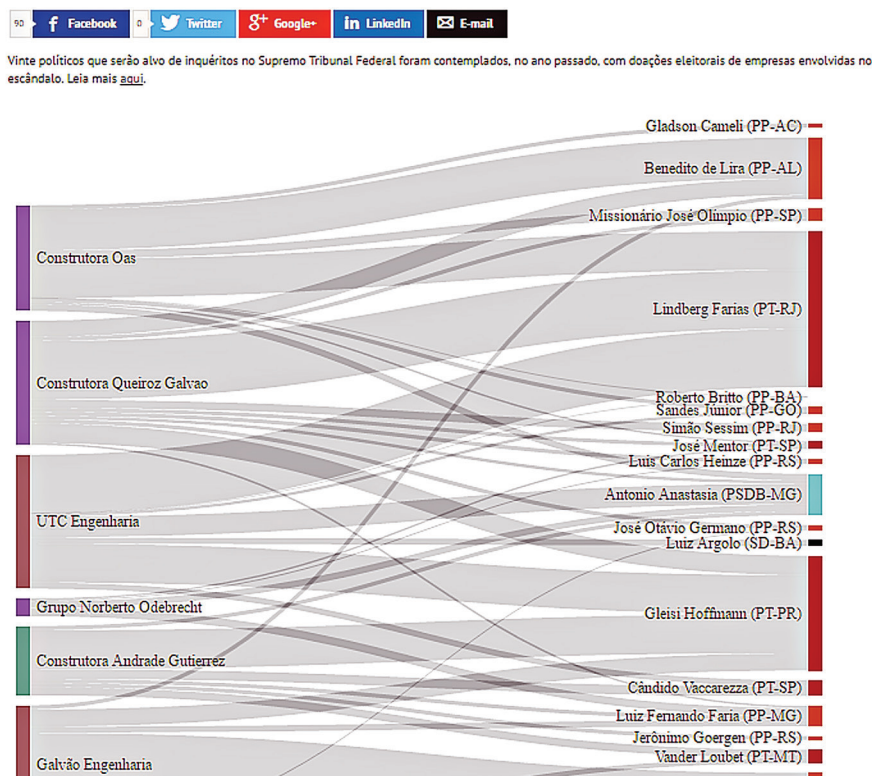 90 Facebook 0 Twitter Google+ LinkedIn E-mail
Vinte políticos que serão alvo de inquéritos no Supremo Tribunal Federal foram contemplados, no ano passado, com doações eleitorais de empresas envolvidas no
escândalo. Leia mais aqui.
Gladson Cameli (PP-AC)
Benedito de Lira (PP-AL)
Missionário José Olimpio (PP-SP)
Construtora Oas
Lindberg Farias (PT-RJ)
Construtora Queiroz Galvao
Roberto Britto (PP-BA)
Sandes Júnior (PP-GO)
Simão Sessim (PP-RJ)
José Mentor (PT-SP)
Luis Carlos Heinze (PP-RS)
Antonio Anastasia (PSDB-MG)
UTC Engenharia
José Otávio Germano (PP-RS)
Luiz Argolo (SD-BA)
Grupo Norberto Odebrecht
Gleisi Hoffmann (PT-PR)
Construtora Andrade Gutierrez
Cândido Vaccarezza (PT-SP)
Luiz Fernando Faria (PP-MG)
Jerônimo Goergen (PP-RS)
Vander Loubet (PT-MT)
Galvão Engenharia